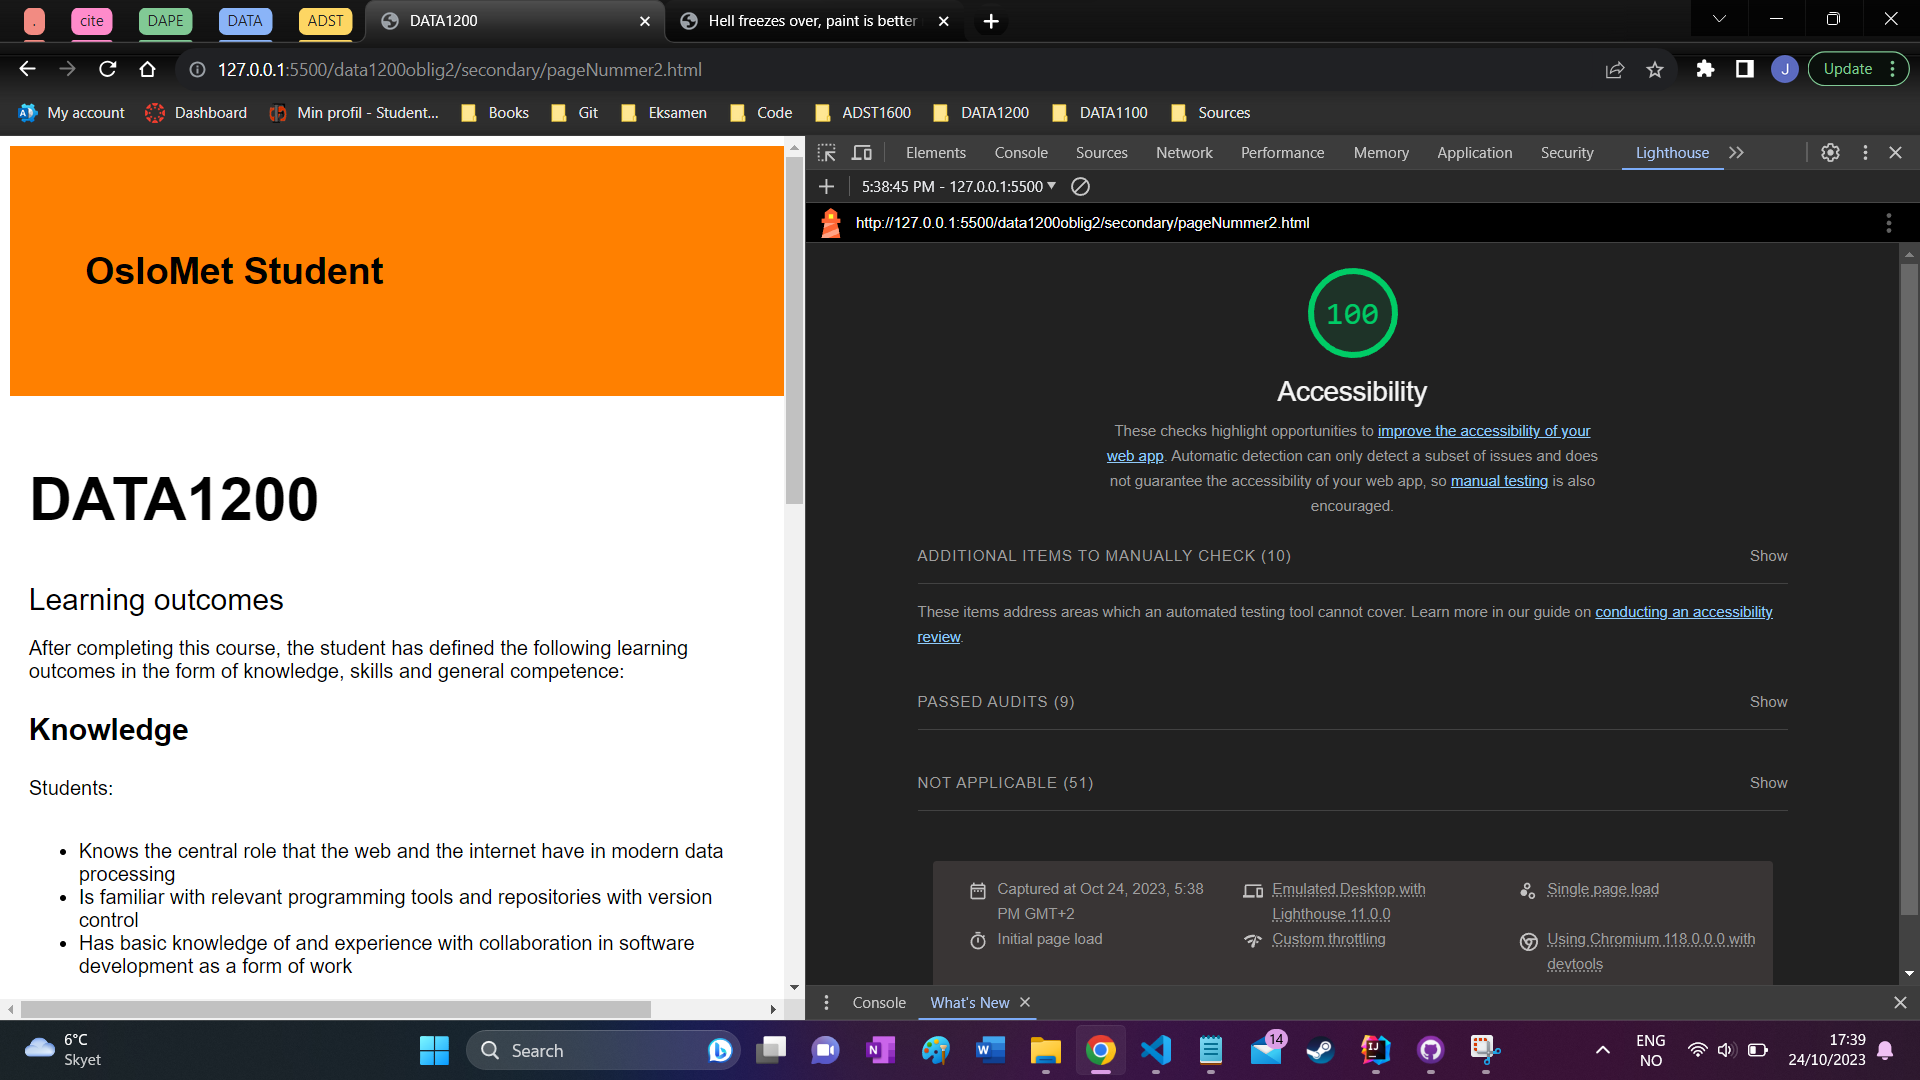 .
cite
DAPE
DATA
ADST
DATA1200
Hell freezes over, paint is better
127.0.0.1:5500/data1200oblig2/secondary/pageNummer2.html
J
Update
My account
Dashboard
Min profil - Student...
Books
Git
Eksamen
Code
ADST1600
DATA1200
DATA1100
Sources
OsloMet Student
DATA1200
Learning outcomes
After completing this course, the student has defined the following learning
outcomes in the form of knowledge, skills and general competence:
Knowledge
Students:
• Knows the central role that the web and the internet have in modern data
processing
• Is familiar with relevant programming tools and repositories with version
control
• Has basic knowledge of and experience with collaboration in software
development as a form of work
Elements
Console
Sources
Network
Performance
Memory
Application
Security
Lighthouse
5:38:45 PM - 127.0.0.1:5500
http://127.0.0.1:5500/data1200oblig2/secondary/pageNummer2.html
100
Accessibility
These checks highlight opportunities to improve the accessibility of your
web app. Automatic detection can only detect a subset of issues and does
not guarantee the accessibility of your web app, so manual testing is also
encouraged.
ADDITIONAL ITEMS TO MANUALLY CHECK (10)
Show
These items address areas which an automated testing tool cannot cover. Learn more in our guide on conducting an accessibility
review.
PASSED AUDITS (9)
Show
NOT APPLICABLE (51)
Show
Captured at Oct 24, 2023, 5:38
PM GMT+2
Emulated Desktop with
Lighthouse 11.0.0
Single page load
Initial page load
Custom throttling
Using Chromium 118.0.0.0 with
devtools
Console
What's New
6°C
Skyet
Search
14
ENG
NO
17:39
24/10/2023